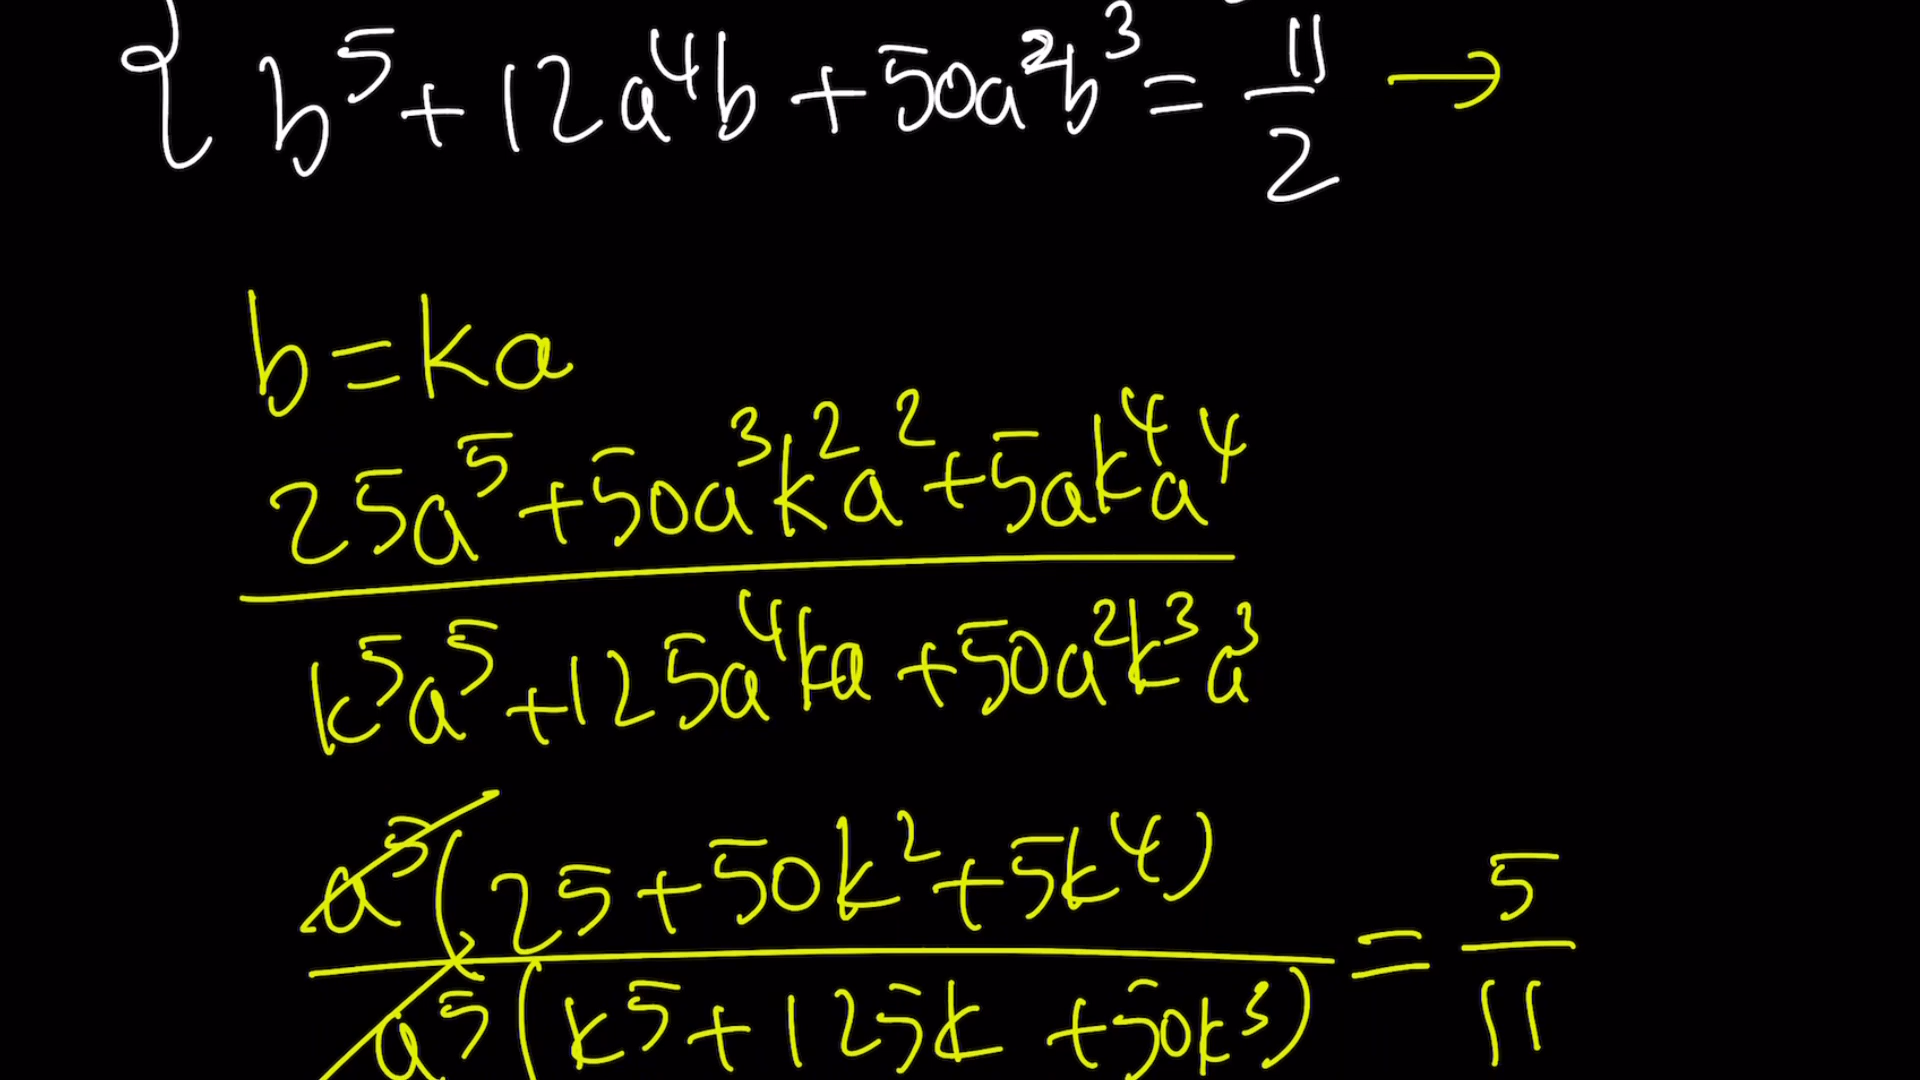 { b⁵ + 12a⁴b + 50a²b³ = 11/2 →
b = ka
25a⁵ + 50a³k²a² + 5ak⁴a⁴
k⁵a⁵ + 125a⁴ka + 50a²k³a³
a⁵(25 + 50k² + 5k⁴)
a⁵(k⁵ + 125k + 50k³) = 5/11